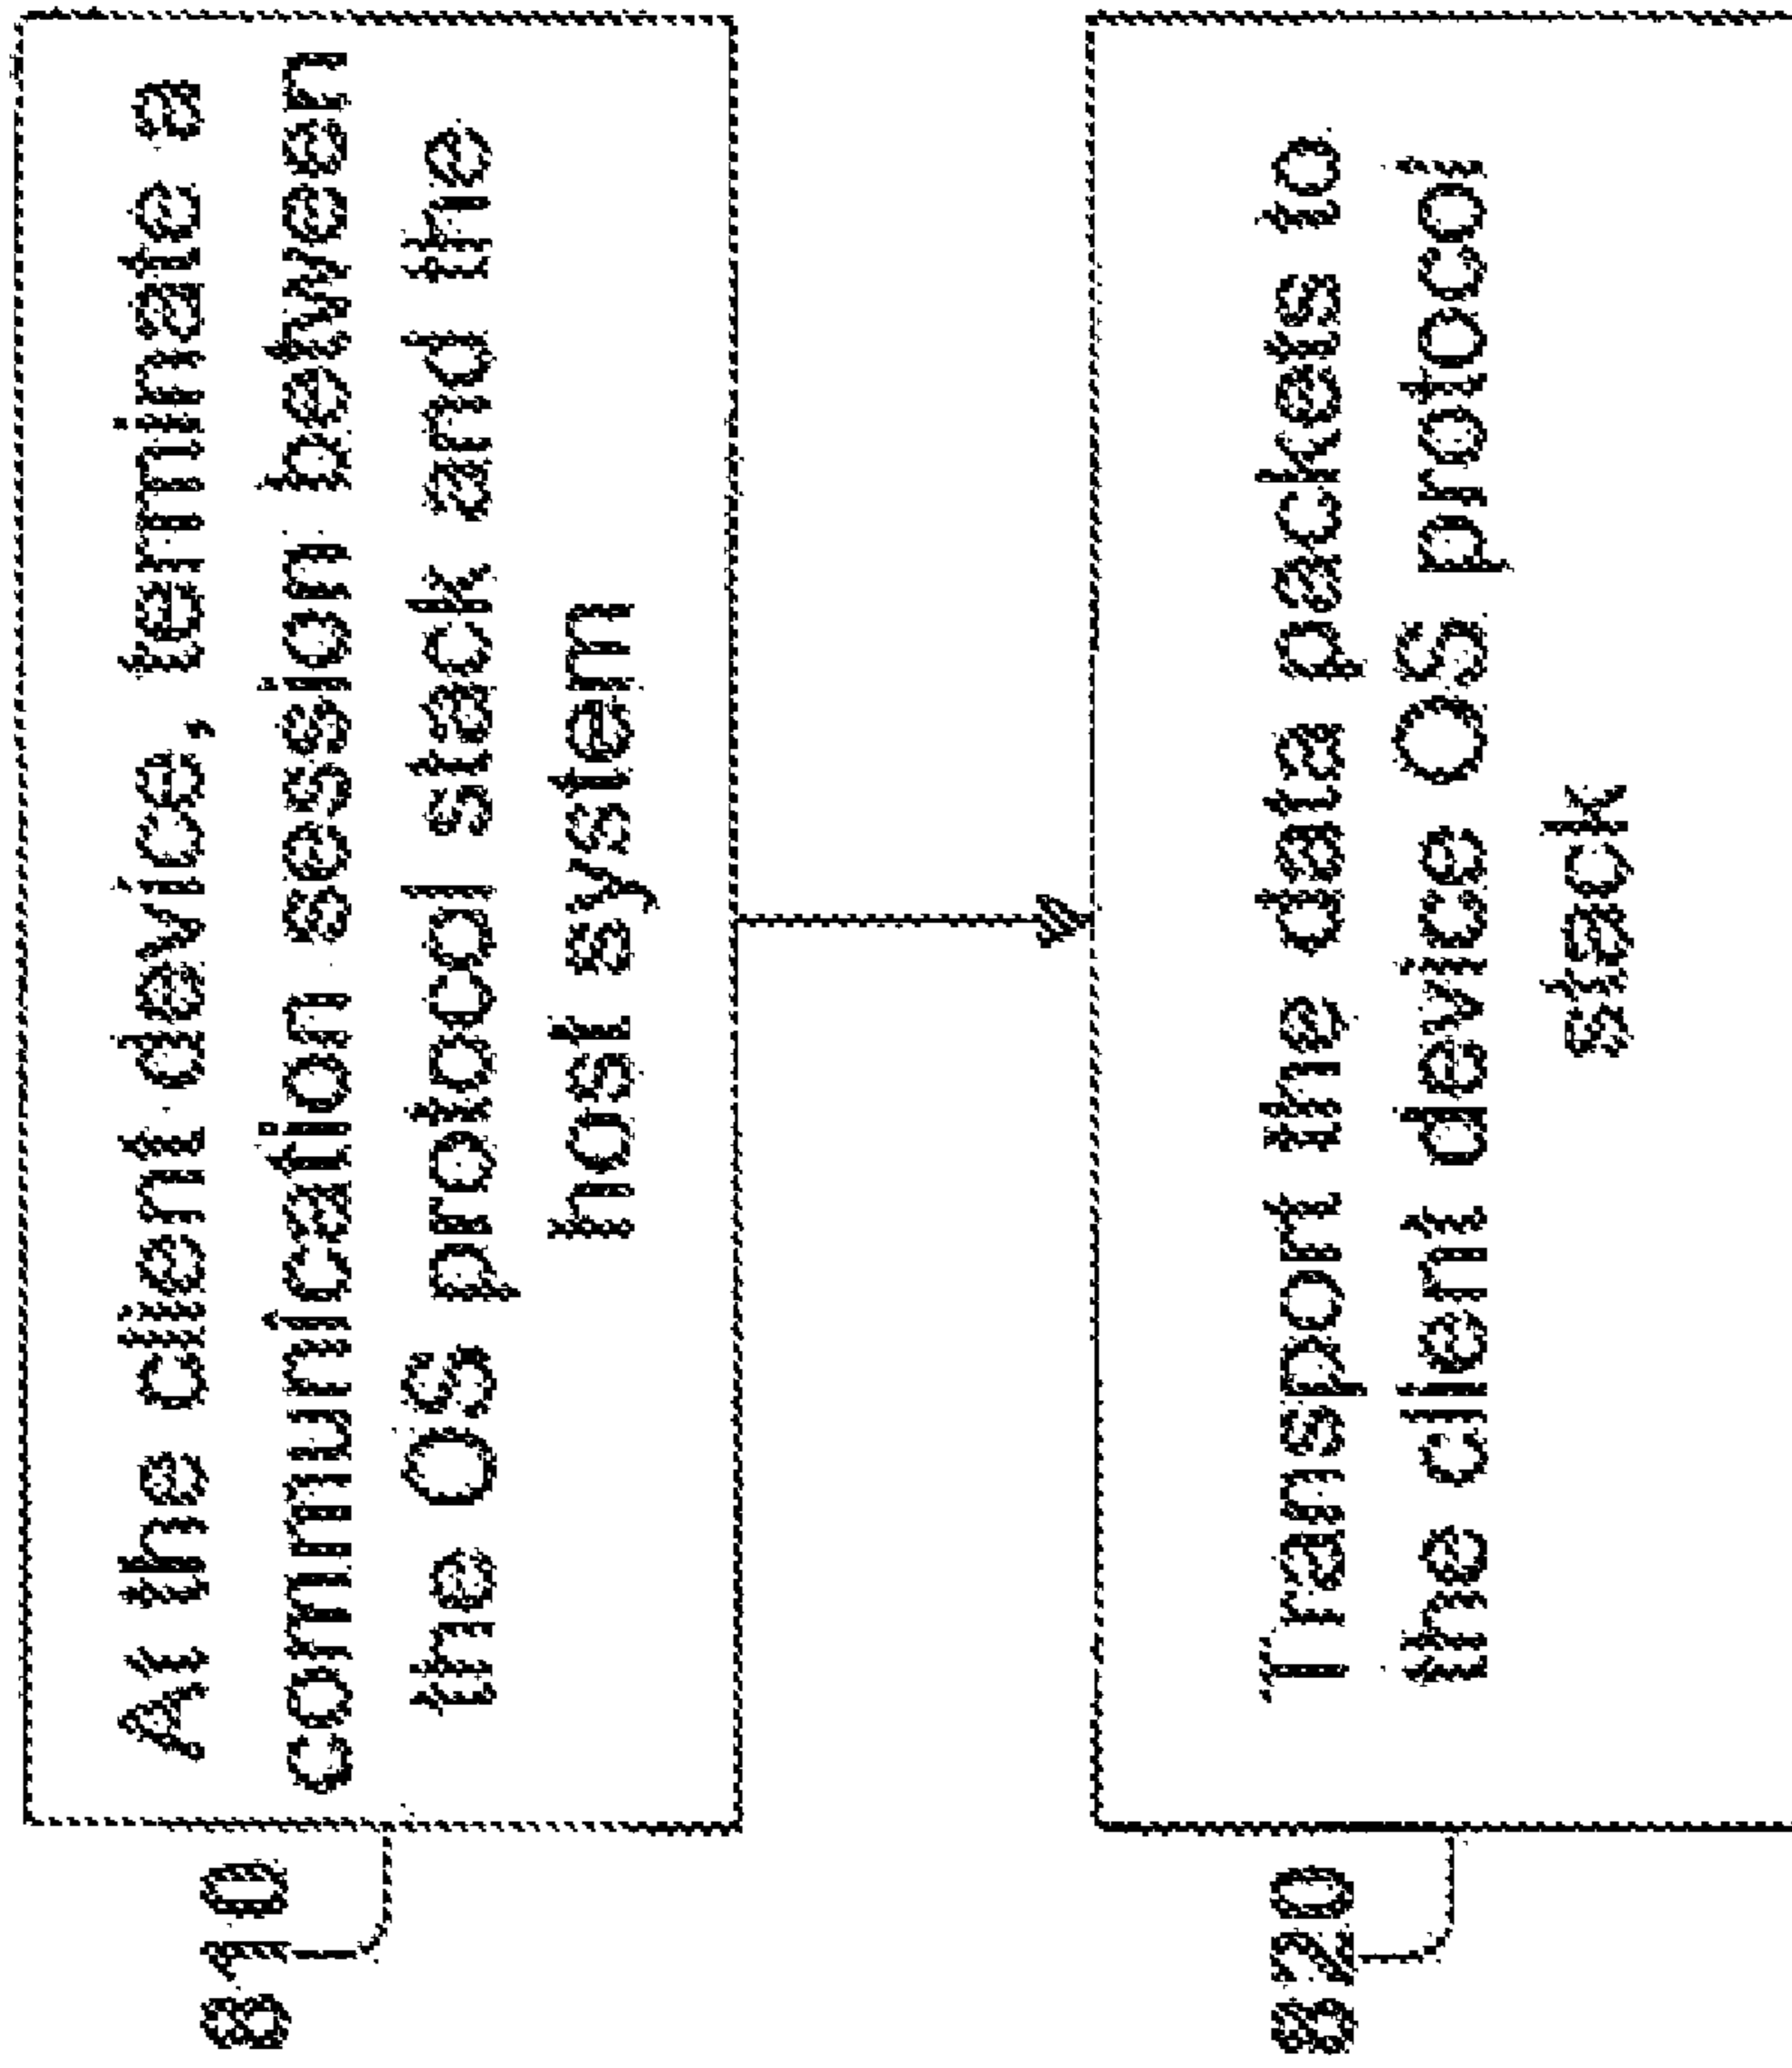 810
At the client device, terminate a
communication session between
the OS protocol stack and the
host system
820
Transport the data packets to
the client device OS protocol
stack